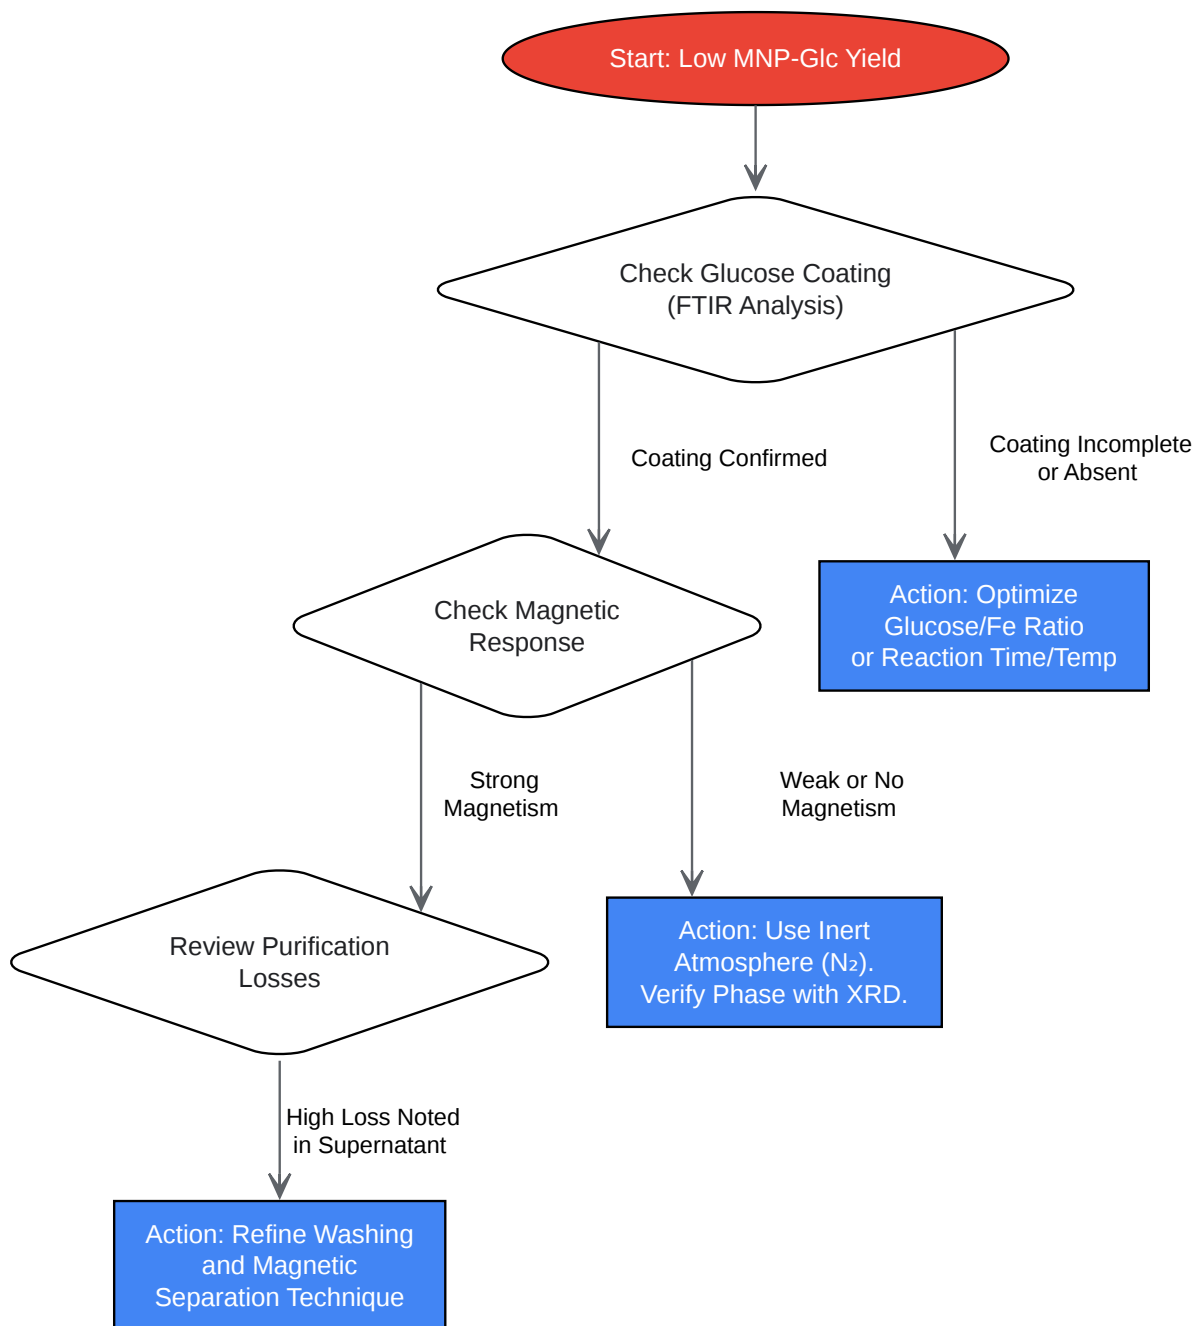 Start: Low MNP-Glc Yield
Check Glucose Coating
(FTIR Analysis)
Coating Confirmed
Coating Incomplete
or Absent
Check Magnetic
Response
Action: Optimize
Glucose/Fe Ratio
or Reaction Time/Temp
Strong
Magnetism
Weak or No
Magnetism
Review Purification
Losses
Action: Use Inert
Atmosphere (N₂).
Verify Phase with XRD.
High Loss Noted
in Supernatant
Action: Refine Washing
and Magnetic
Separation Technique